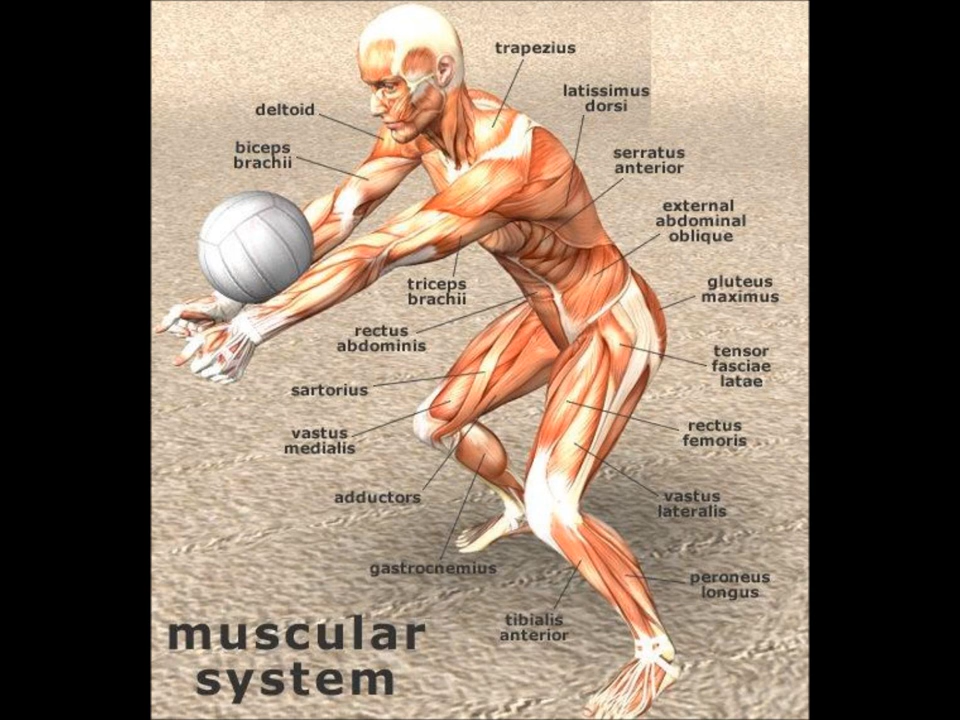 trapezius
latissimus
dorsi
deltoid
biceps
brachii
serratus
anterior
external
abdominal
oblique
triceps
brachii
gluteus
maximus
rectus
abdominis
tensor
fasciae
latae
sartorius
rectus
femoris
vastus
medialis
adductors
vastus
lateralis
gastrocnemius
peroneus
longus
tibialis
anterior
muscular
system